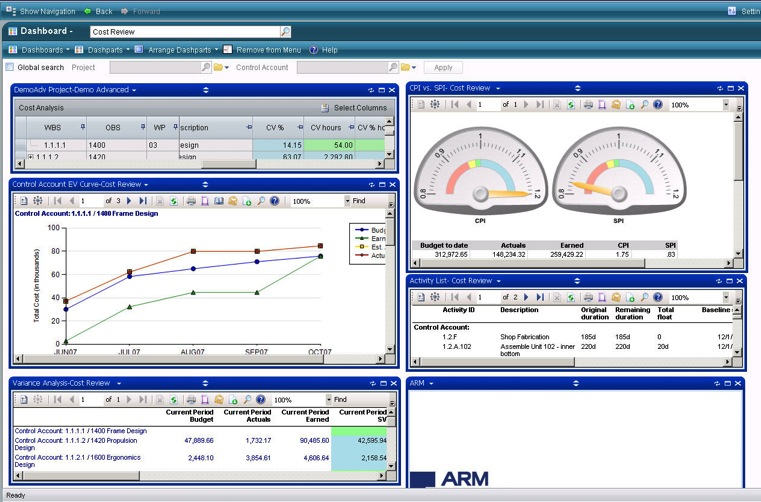 Show Navigation Back Forward Settin
Dashboard - Cost Review
Dashboards Dashparts Arrange Dashparts Remove from Menu Help
Global search Project Control Account Apply
DemoAdv Project-Demo Advanced
Cost Analysis Select Columns
WBS OBS WP scription CV % CV hours CV % ho
1.1.1.1 1400 03 esign 14.15 54.00
1.1.1.2 1420 esign 63.07 2,292.80
Control Account EV Curve-Cost Review
1 of 3 100% Find
Control Account: 1.1.1.1 / 1400 Frame Design
Total Cost (in thousands)
100
80
60
40
20
0
JUN07 JUL07 AUG07 SEP07 OCT07
Budg
Earn
Est.
Actu
Variance Analysis-Cost Review
1 of 1 100% Find
Current Period Budget Current Period Actuals Current Period Earned Current Period SV
Control Account: 1.1.1.1 / 1400 Frame Design
Control Account: 1.1.1.2 / 1420 Propulsion Design 47,889.66 1,732.17 90,485.60 42,595.94
Control Account: 1.1.2.1 / 1600 Ergonomics Design 2,448.10 3,854.61 4,606.64 2,158.54
CPI vs. SPI- Cost Review
1 of 1 100%
0.8 1 1.2
CPI
0.8 1 1.2
SPI
Budget to date Actuals Earned CPI SPI
312,972.65 148,234.32 259,429.22 1.75 .83
Activity List- Cost Review
1 of 2 100%
Activity ID Description Original duration Remaining duration Total float Baseline
Control Account:
1.2.F Shop Fabrication 185d 185d 0 12/1/
1.2.A.102 Assemble Unit 102 - inner bottom 220d 220d 20d 12/1
ARM
ARM
Ready